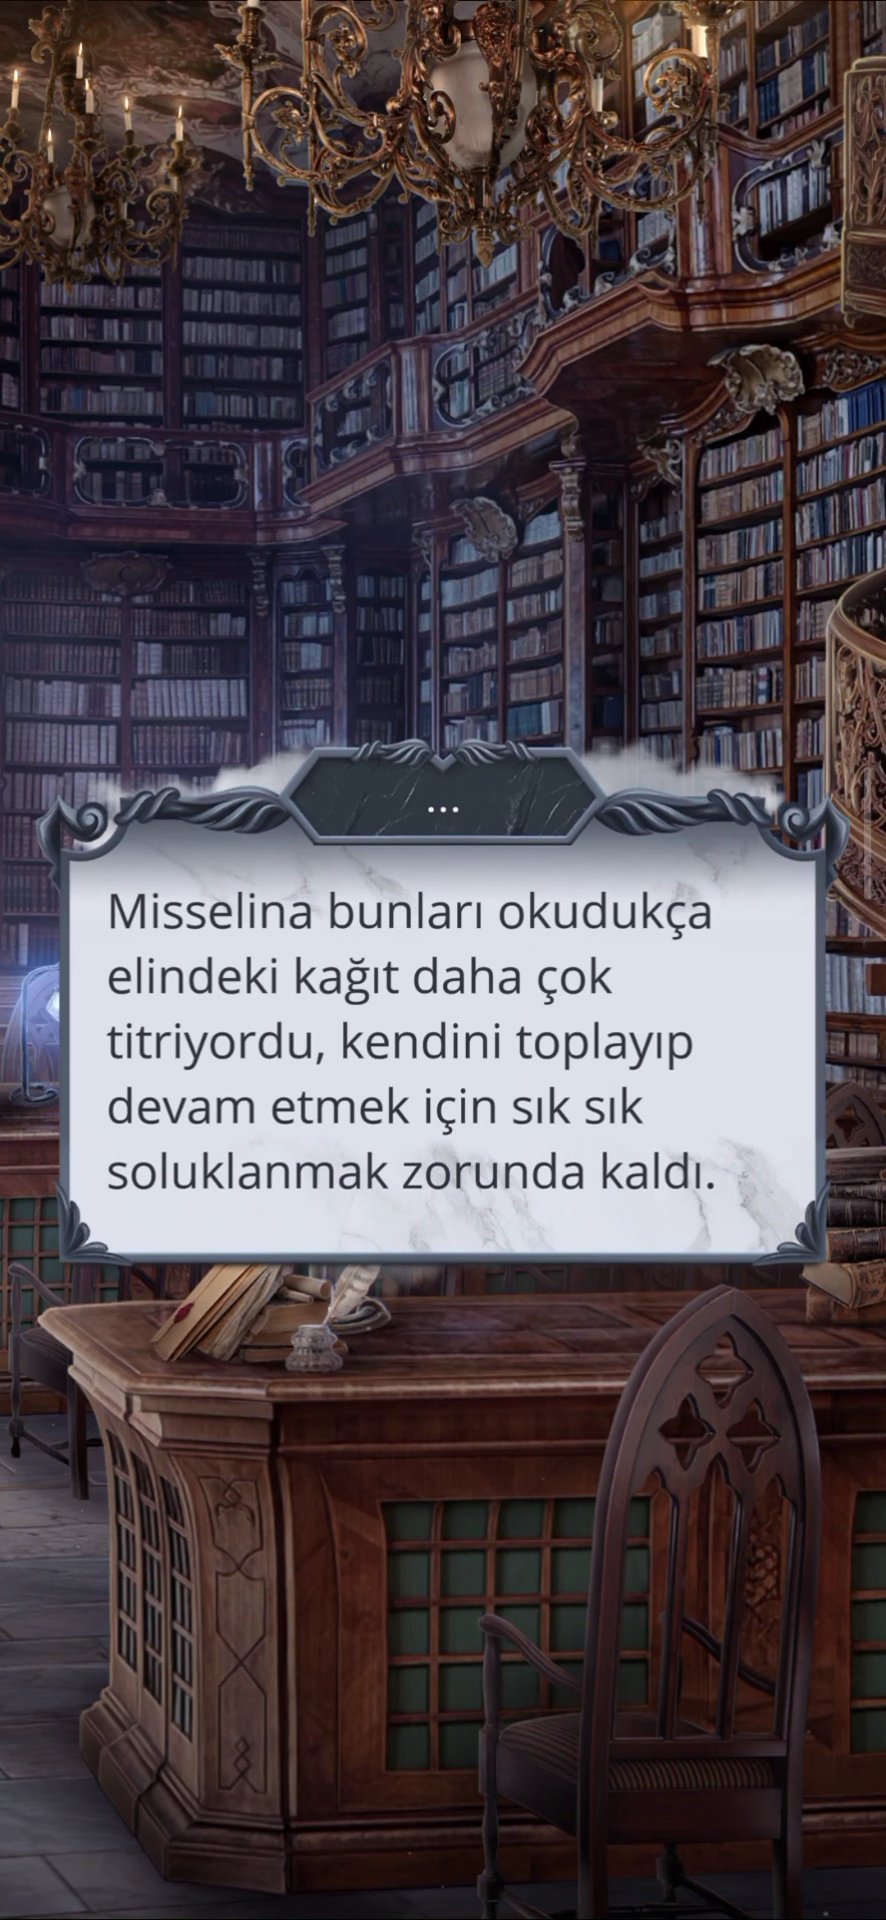 ...
Misselina bunları okudukça
elindeki kağıt daha çok
titriyordu, kendini toplayıp
devam etmek için sık sık
soluklanmak zorunda kaldı.